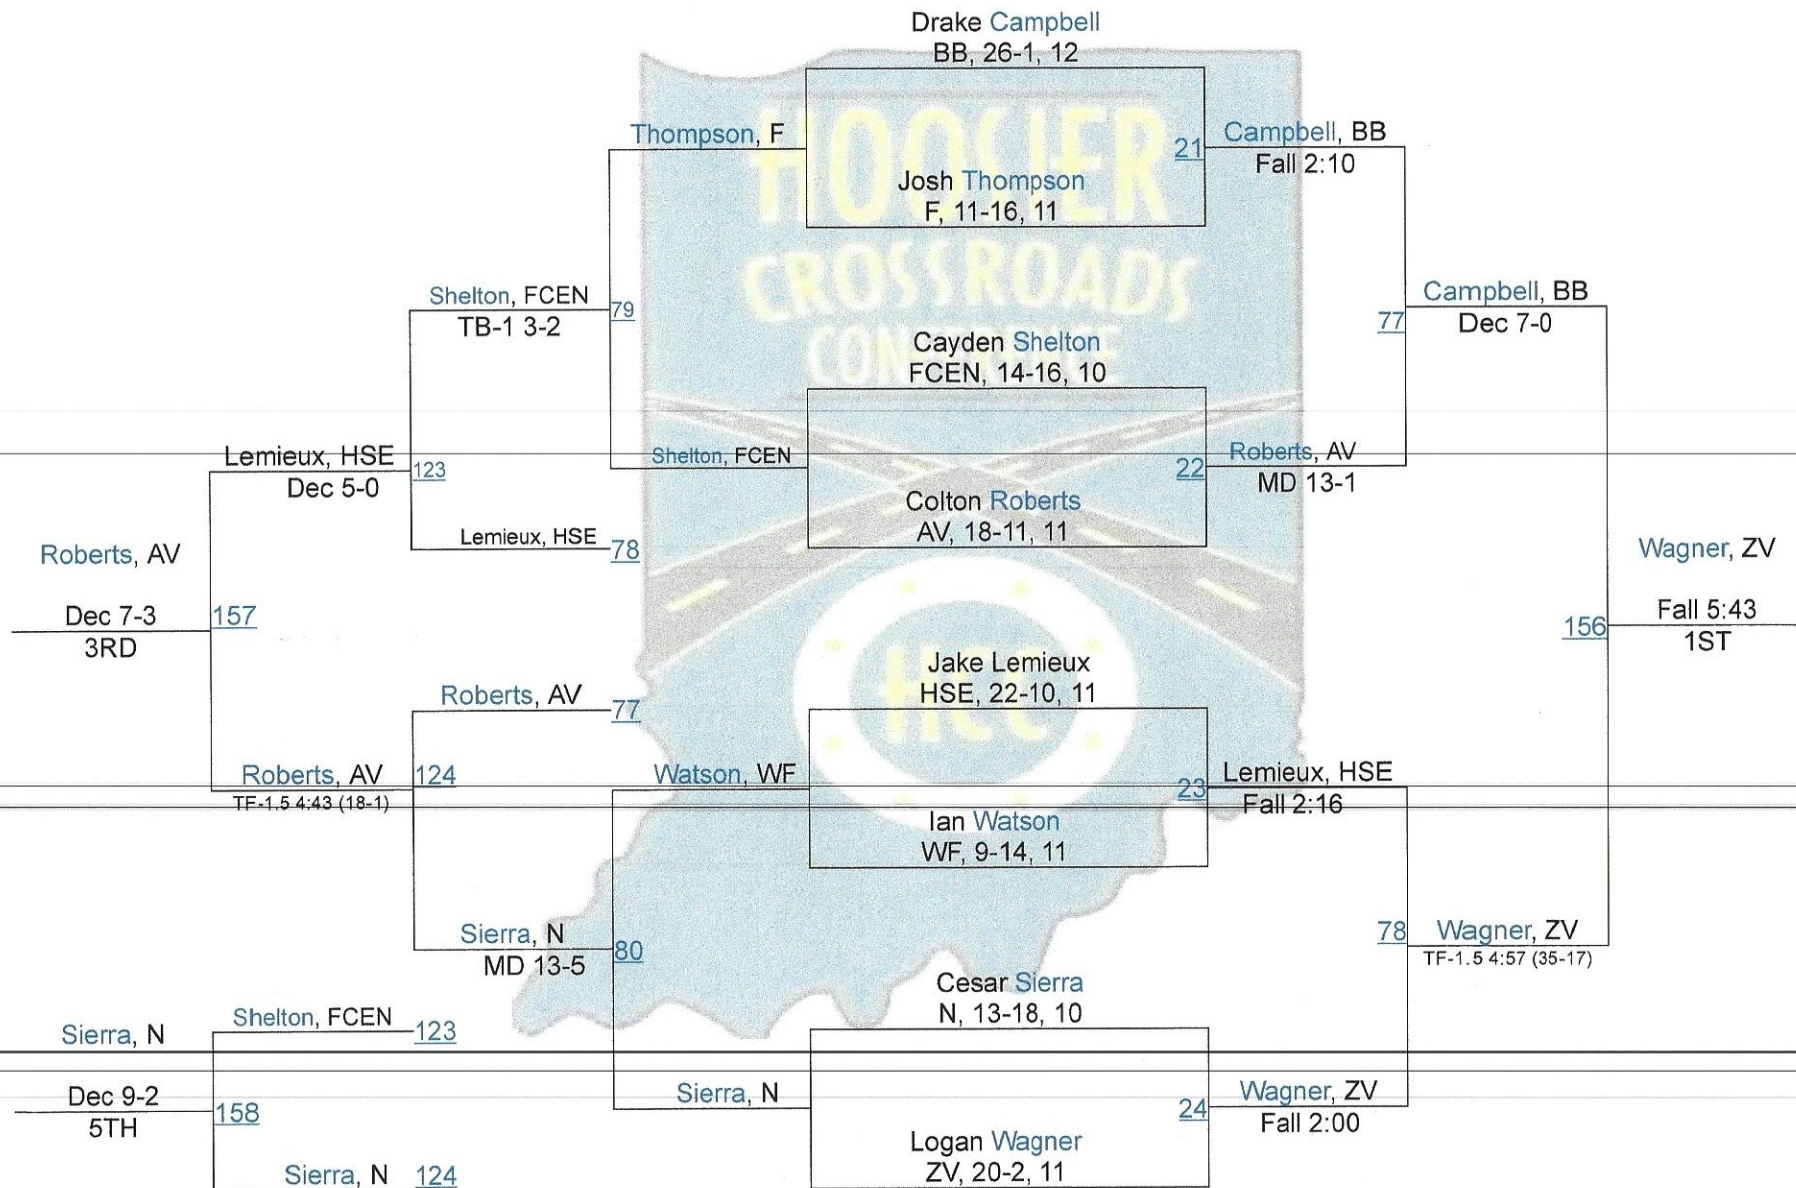 Drake Campbell
BB, 26-1, 12
HOOSIER
CROSSROADS
CONFERENCE
HCC
Thompson, F
21
Campbell, BB
Fall 2:10
Josh Thompson
F, 11-16, 11
Shelton, FCEN
TB-1 3-2
79
Campbell, BB
Dec 7-0
77
Cayden Shelton
FCEN, 14-16, 10
Lemieux, HSE
Dec 5-0
123
Shelton, FCEN
22
Roberts, AV
MD 13-1
Colton Roberts
AV, 18-11, 11
Lemieux, HSE
78
Roberts, AV
Dec 7-3
3RD
157
Wagner, ZV
Fall 5:43
1ST
156
Jake Lemieux
HSE, 22-10, 11
Roberts, AV
77
Roberts, AV
TF-1.5 4:43 (18-1)
124
Watson, WF
23
Lemieux, HSE
Fall 2:16
Ian Watson
WF, 9-14, 11
Sierra, N
MD 13-5
80
78
Wagner, ZV
TF-1.5 4:57 (35-17)
Cesar Sierra
N, 13-18, 10
Shelton, FCEN
123
Sierra, N
Dec 9-2
5TH
158
Sierra, N
24
Wagner, ZV
Fall 2:00
Logan Wagner
ZV, 20-2, 11
Sierra, N
124